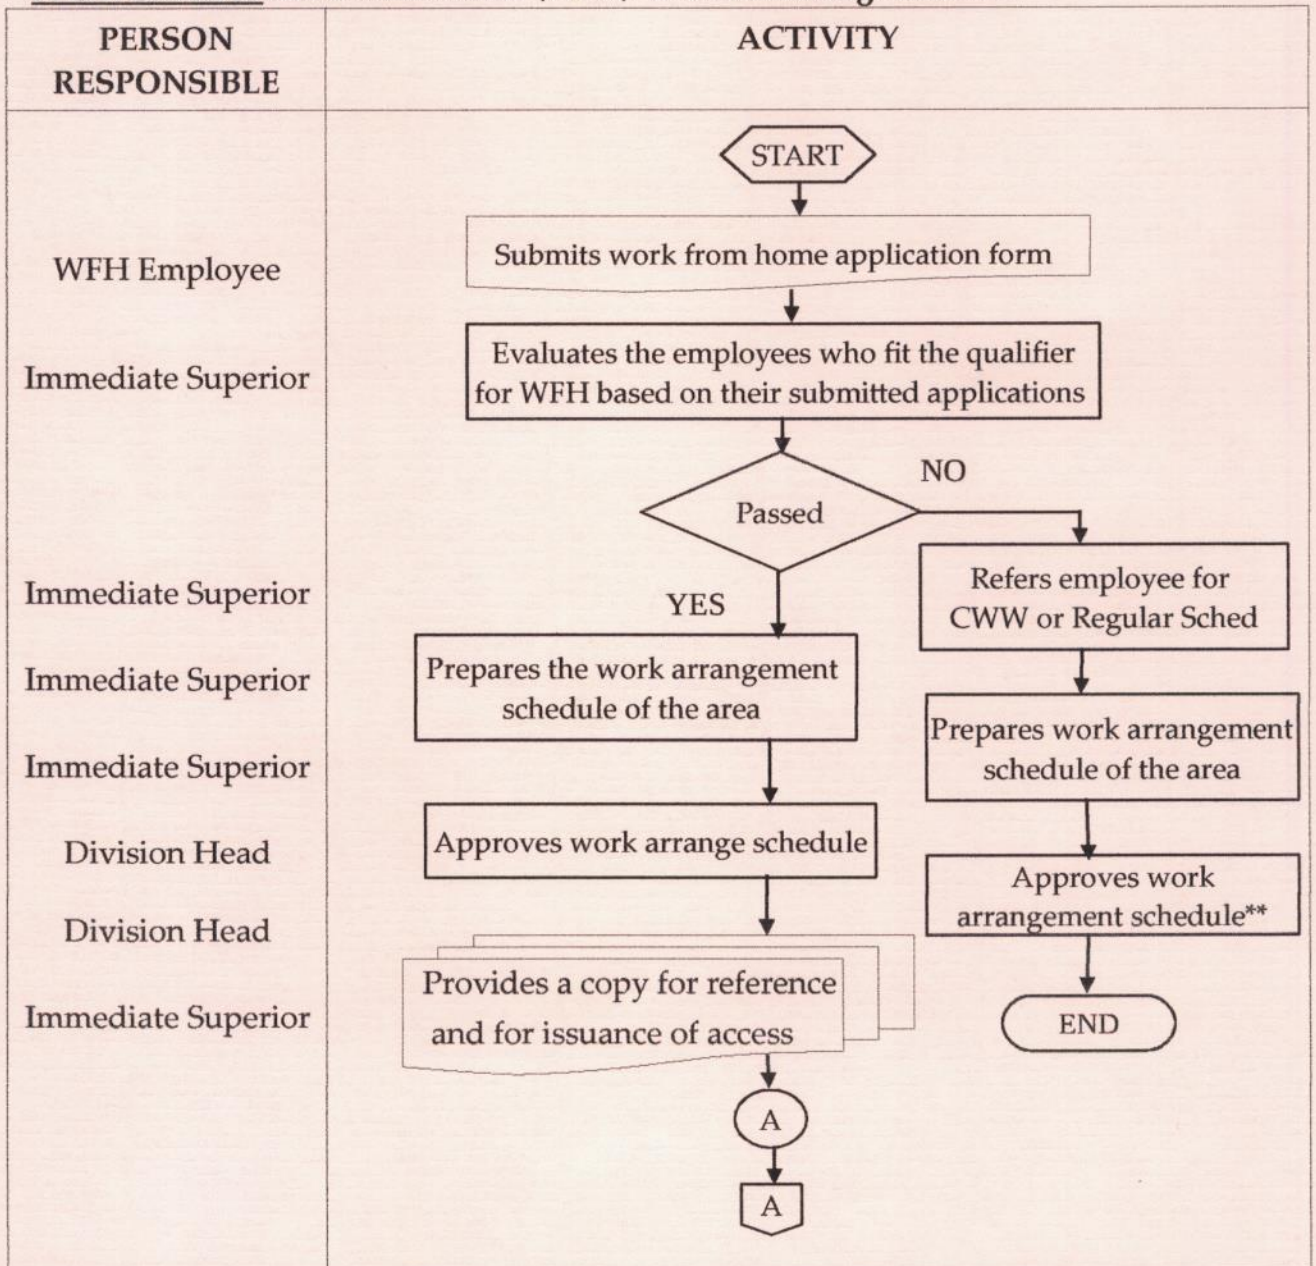 PERSON
RESPONSIBLE
ACTIVITY
START
WFH Employee
Submits work from home application form
Immediate Superior
Evaluates the employees who fit the qualifier
for WFH based on their submitted applications
Passed
NO
YES
Immediate Superior
Refers employee for
CWW or Regular Sched
Immediate Superior
Prepares the work arrangement
schedule of the area
Immediate Superior
Prepares work arrangement
schedule of the area
Division Head
Approves work arrange schedule
Division Head
Approves work
arrangement schedule**
Immediate Superior
Provides a copy for reference
and for issuance of access
END
A
A